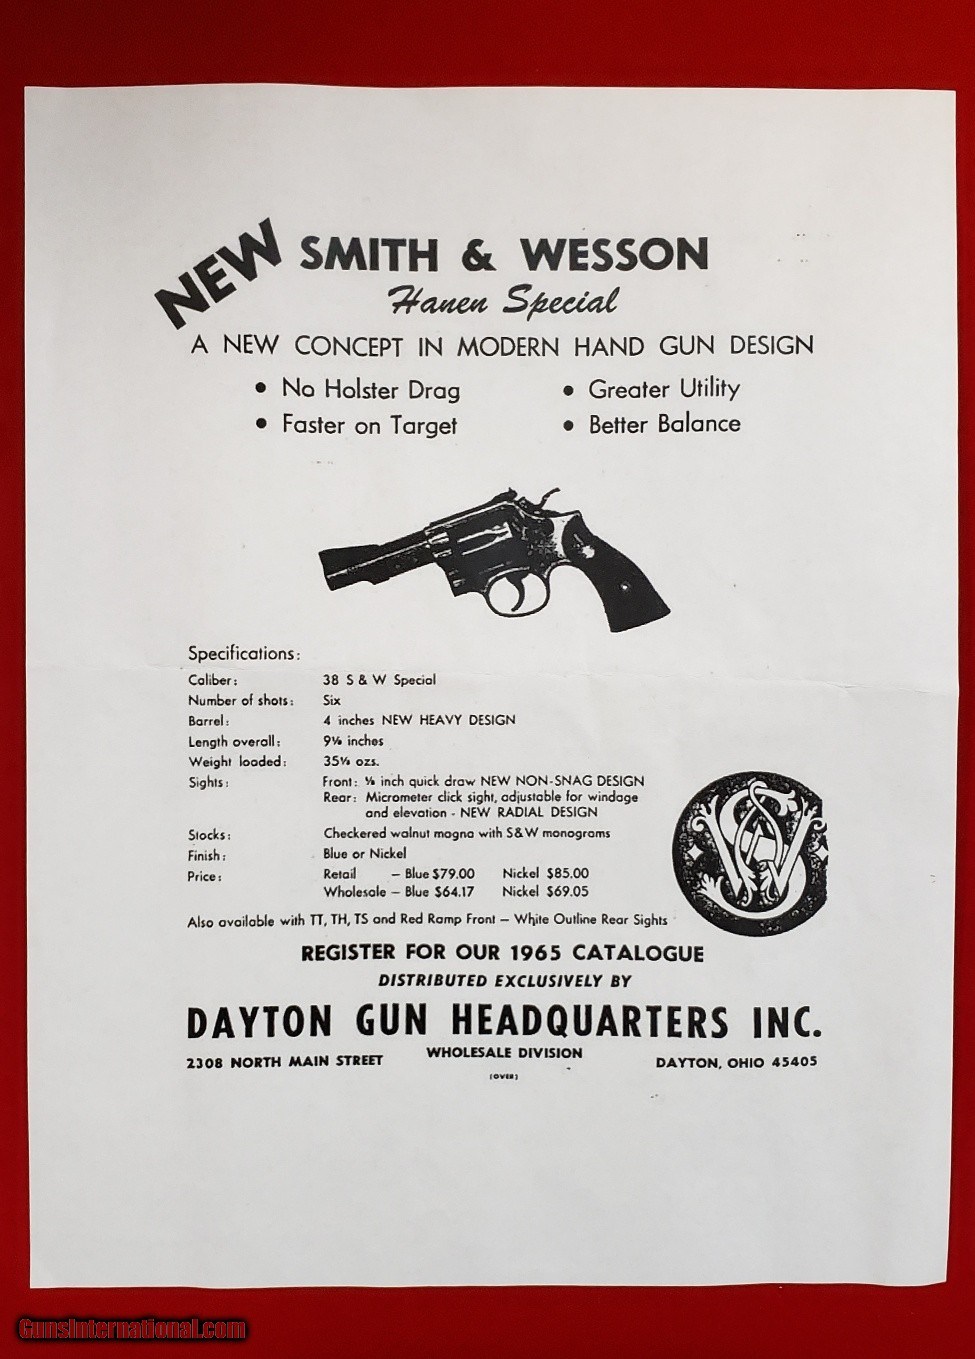 NEW SMITH & WESSON
Hanen Special
A NEW CONCEPT IN MODERN HAND GUN DESIGN
• No Holster Drag • Greater Utility
• Faster on Target • Better Balance
Specifications:
Caliber: 38 S & W Special
Number of shots: Six
Barrel: 4 inches NEW HEAVY DESIGN
Length overall: 9⅛ inches
Weight loaded: 35¼ ozs.
Sights: Front: ⅛ inch quick draw NEW NON-SNAG DESIGN
Rear: Micrometer click sight, adjustable for windage
and elevation - NEW RADIAL DESIGN
Stocks: Checkered walnut magna with S&W monograms
Finish: Blue or Nickel
Price: Retail — Blue $79.00 Nickel $85.00
Wholesale — Blue $64.17 Nickel $69.05
Also available with TT, TH, TS and Red Ramp Front — White Outline Rear Sights
REGISTER FOR OUR 1965 CATALOGUE
DISTRIBUTED EXCLUSIVELY BY
DAYTON GUN HEADQUARTERS INC.
2308 NORTH MAIN STREET WHOLESALE DIVISION DAYTON, OHIO 45405
(OVER)
GunsInternational.com